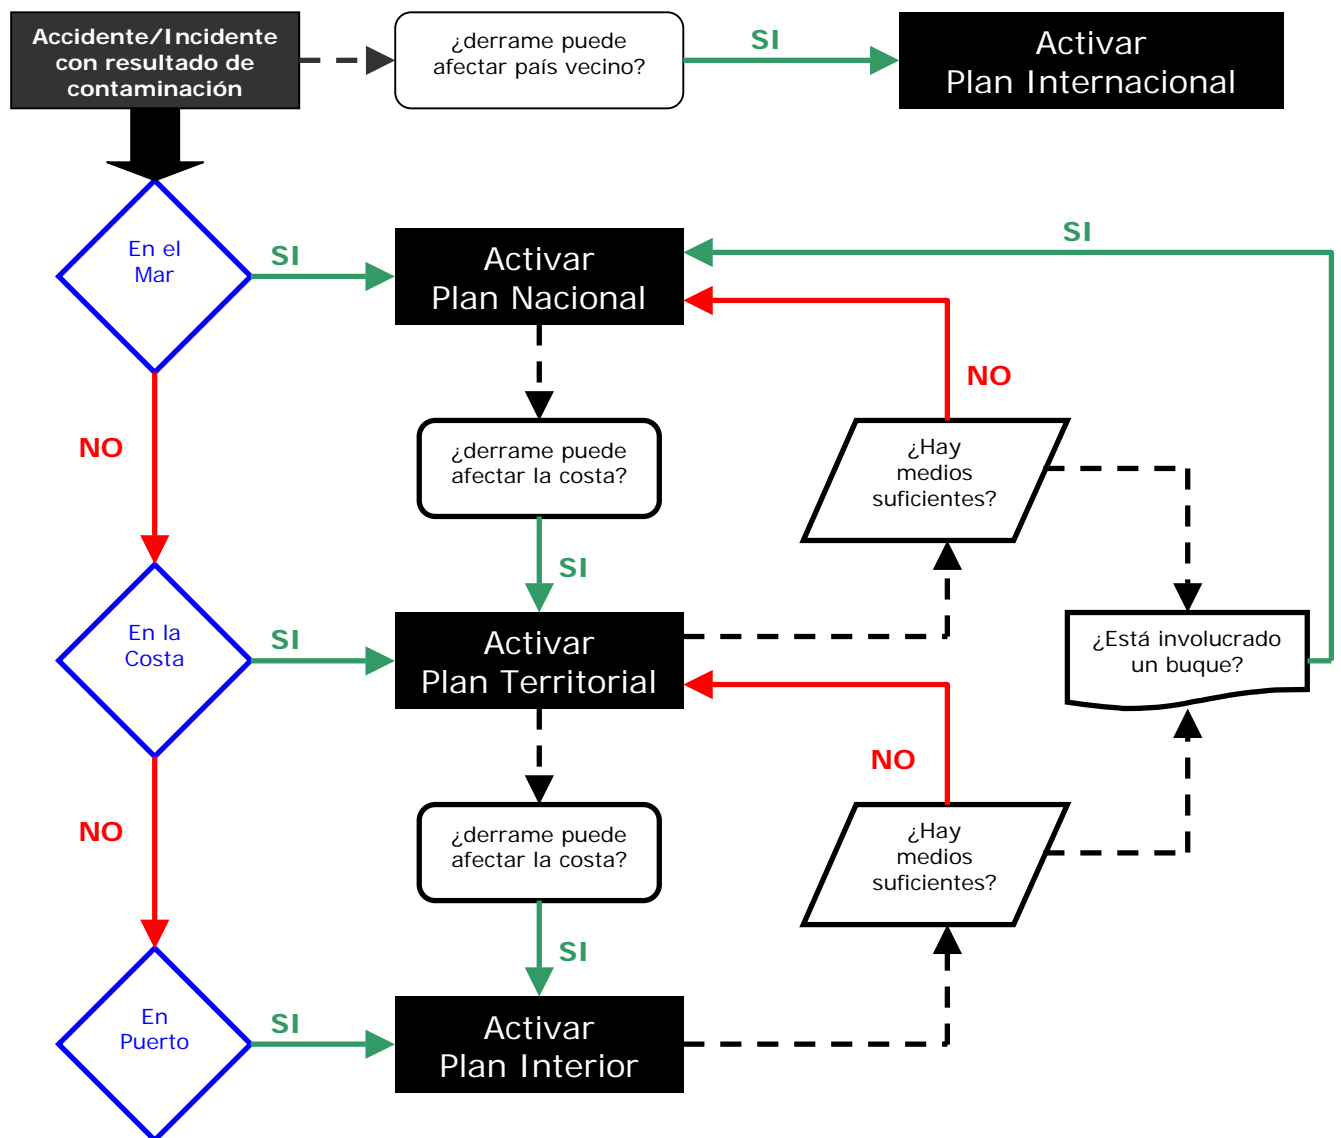 Accidente/Incidente
con resultado de
contaminación
¿derrame puede
afectar país vecino?
SI
Activar
Plan Internacional
En el
Mar
SI
Activar
Plan Nacional
SI
NO
NO
¿derrame puede
afectar la costa?
¿Hay
medios
suficientes?
SI
En la
Costa
SI
Activar
Plan Territorial
¿Está involucrado
un buque?
NO
NO
¿derrame puede
afectar la costa?
¿Hay
medios
suficientes?
SI
En
Puerto
SI
Activar
Plan Interior